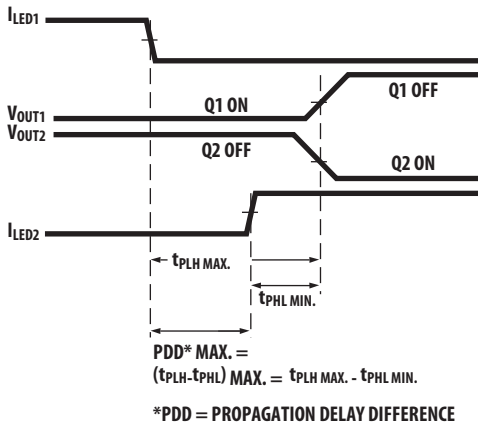 ILED1
Q1 ON
Q1 OFF
VOUT1
VOUT2
Q2 OFF
Q2 ON
ILED2
tPLH MAX.
tPHL MIN.
PDD* MAX. =
(tPLH-tPHL) MAX. = tPLH MAX. - tPHL MIN.
*PDD = PROPAGATION DELAY DIFFERENCE